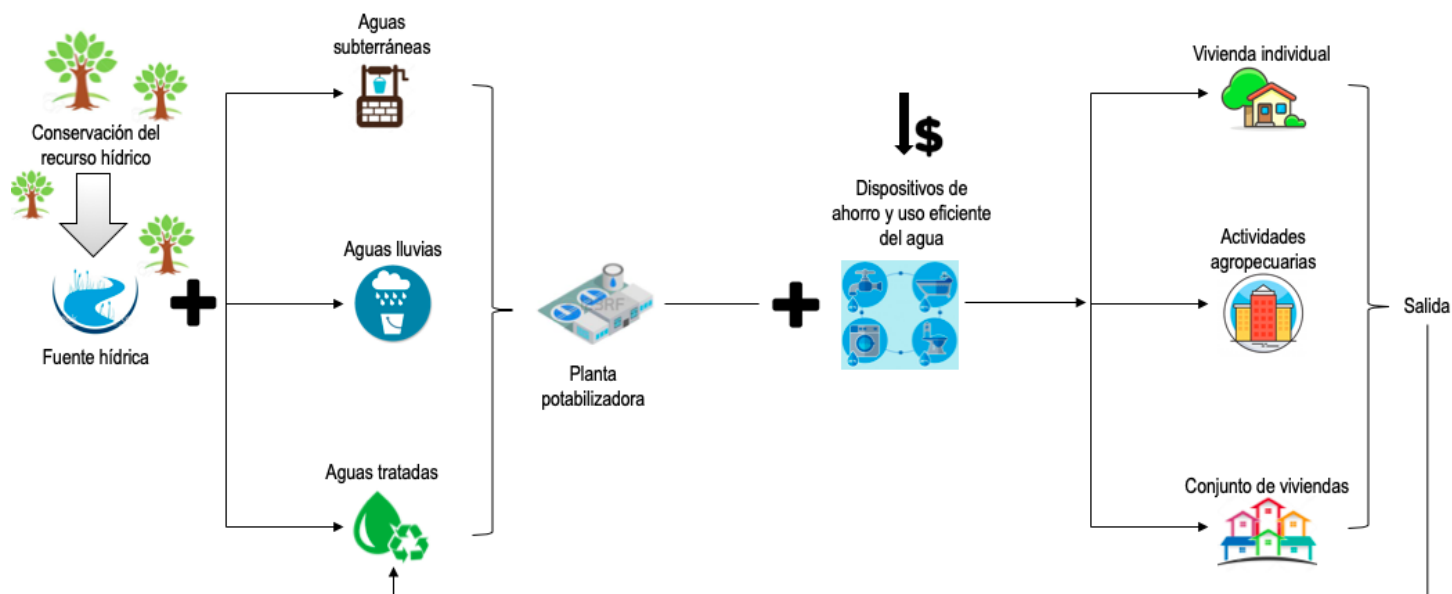 Conservación del
recurso hídrico
Fuente hídrica
Aguas
subterráneas
Aguas lluvias
Aguas tratadas
Planta
potabilizadora
$
Dispositivos de
ahorro y uso eficiente
del agua
Vivienda individual
Actividades
agropecuarias
Conjunto de viviendas
Salida